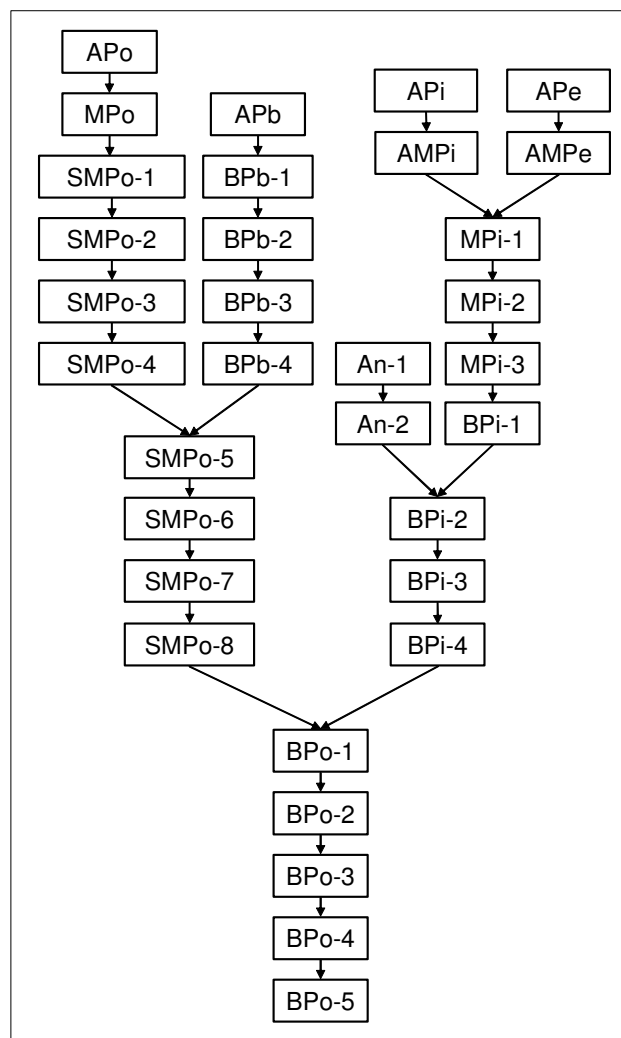 APo
APi
APe
MPo
APb
AMPi
AMPe
SMPo-1
BPb-1
SMPo-2
BPb-2
MPi-1
SMPo-3
BPb-3
MPi-2
SMPo-4
BPb-4
An-1
MPi-3
An-2
BPi-1
SMPo-5
SMPo-6
BPi-2
SMPo-7
BPi-3
SMPo-8
BPi-4
BPo-1
BPo-2
BPo-3
BPo-4
BPo-5